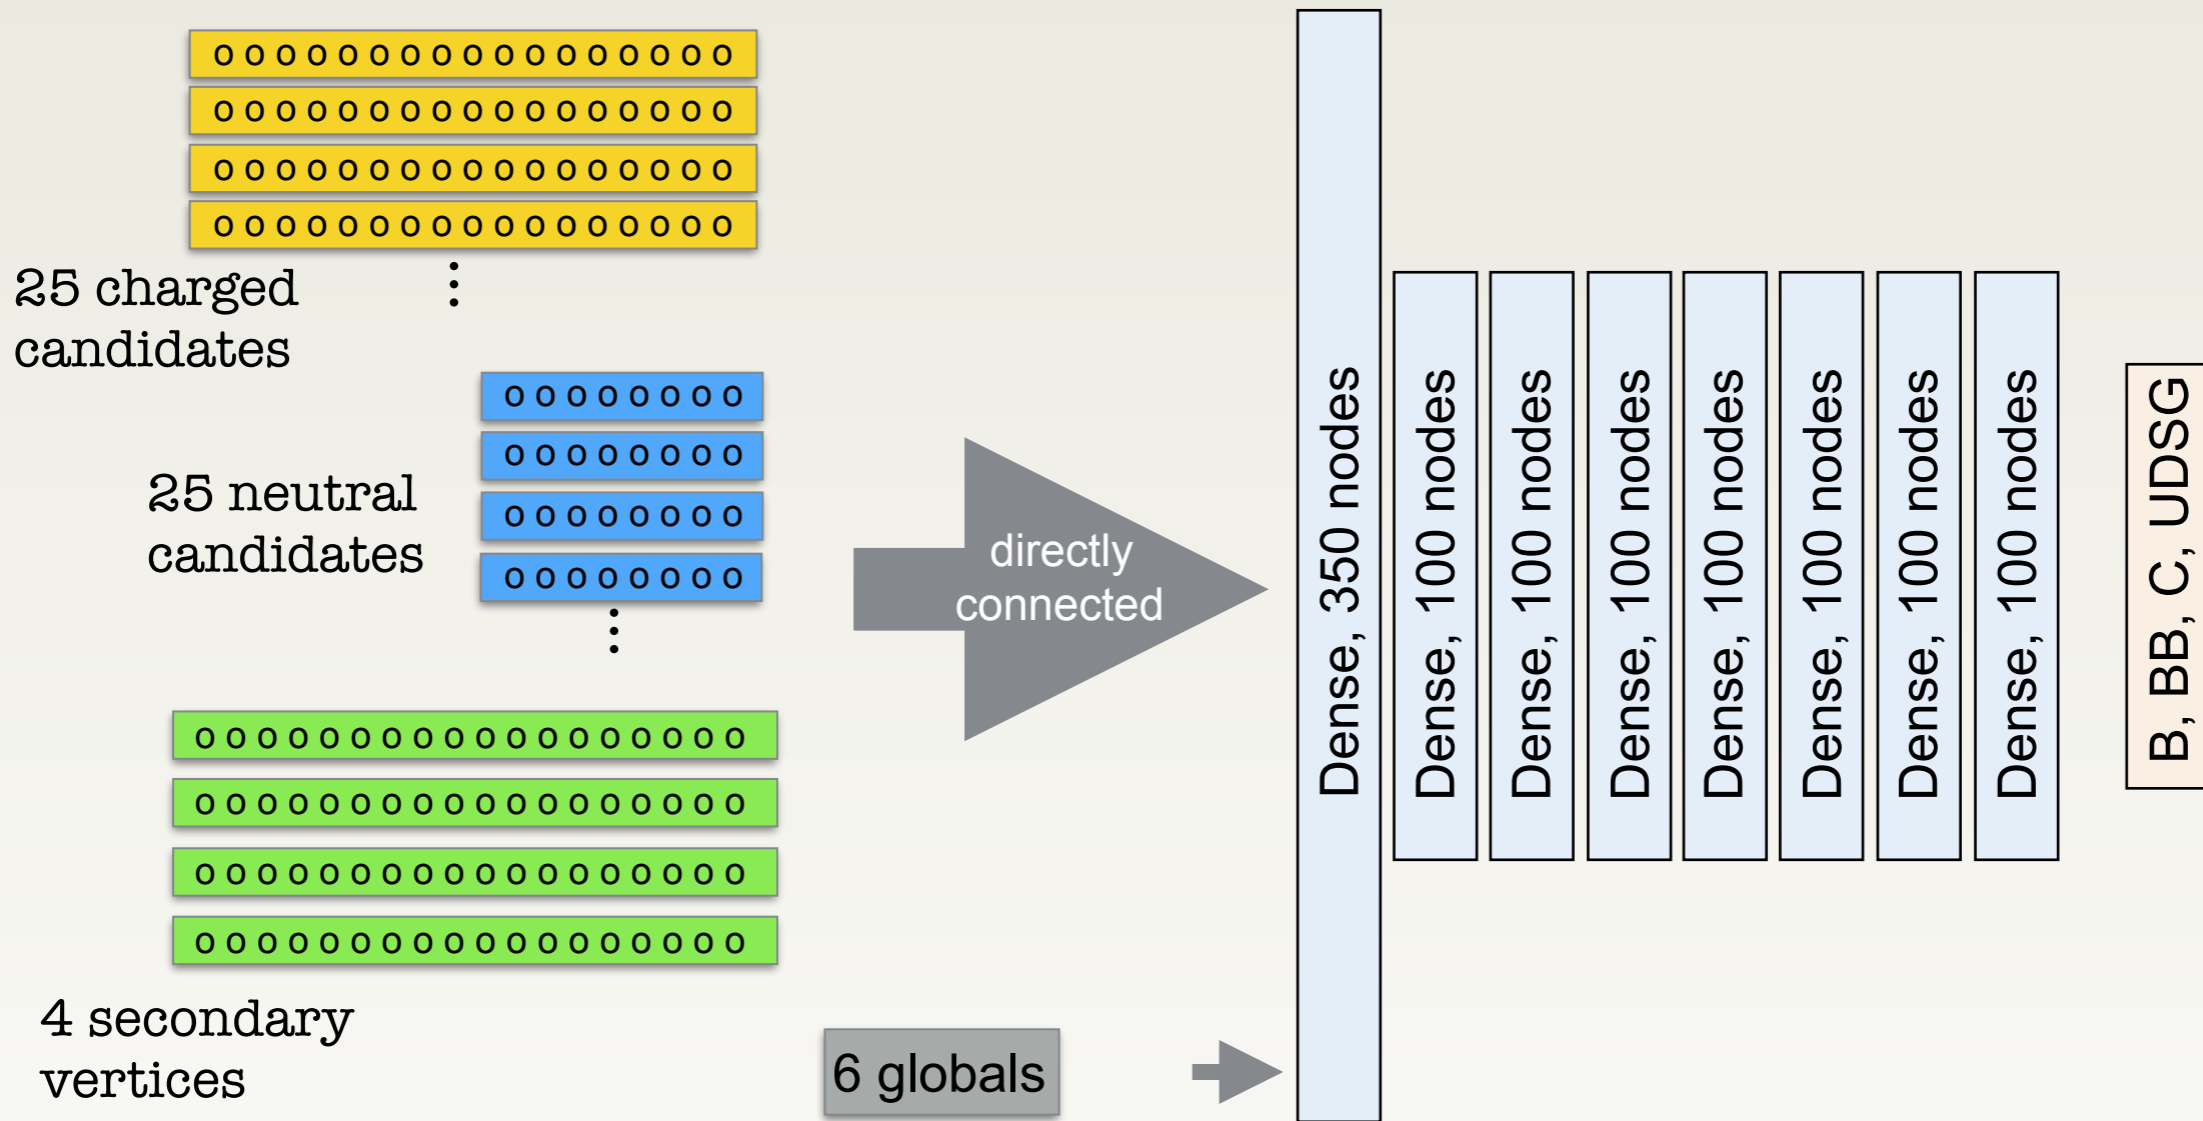 o o o o o o o o o o o o o o o o o
o o o o o o o o o o o o o o o o o
o o o o o o o o o o o o o o o o o
o o o o o o o o o o o o o o o o o
⋮
25 charged
candidates
o o o o o o o o
o o o o o o o o
o o o o o o o o
o o o o o o o o
⋮
25 neutral
candidates
o o o o o o o o o o o o o o o o o o
o o o o o o o o o o o o o o o o o o
o o o o o o o o o o o o o o o o o o
o o o o o o o o o o o o o o o o o o
4 secondary
vertices
6 globals
directly
connected
Dense, 350 nodes
Dense, 100 nodes
Dense, 100 nodes
Dense, 100 nodes
Dense, 100 nodes
Dense, 100 nodes
Dense, 100 nodes
Dense, 100 nodes
B, BB, C, UDSG